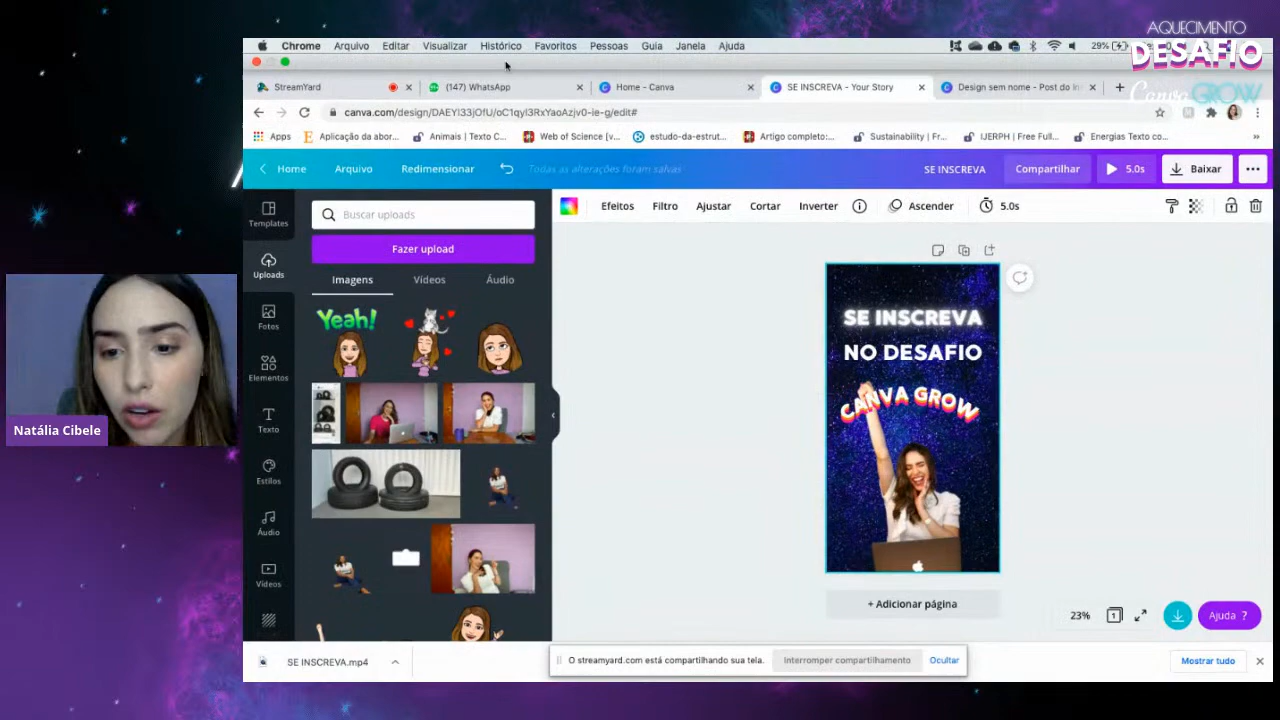 AQUECIMENTO
DESAFIO
Canva GROW
Chrome Arquivo Editar Visualizar Histórico Favoritos Pessoas Guia Janela Ajuda
29%
StreamYard
(147) WhatsApp
Home - Canva
SE INSCREVA - Your Story
Design sem nome - Post do In
canva.com/design/DAEYl33jOfU/oC1qyl3RxYaoAzjv0-ie-g/edit#
Apps
Aplicação da abor...
Animais | Texto C...
Web of Science [v...
estudo-da-estrut...
Artigo completo:...
Sustainability | Fr...
IJERPH | Free Full...
Energias Texto co...
Home Arquivo Redimensionar Todas as alterações foram salvas SE INSCREVA Compartilhar 5.0s Baixar
Efeitos Filtro Ajustar Cortar Inverter Ascender 5.0s
Templates
Uploads
Fotos
Elementos
Texto
Estilos
Áudio
Vídeos
Buscar uploads
Fazer upload
Imagens Vídeos Áudio
Yeah!
SE INSCREVA
NO DESAFIO
CANVA GROW
+ Adicionar página
23%
1
Ajuda ?
Natália Cibele
SE INSCREVA.mp4
O streamyard.com está compartilhando sua tela.
Interromper compartilhamento
Ocultar
Mostrar tudo